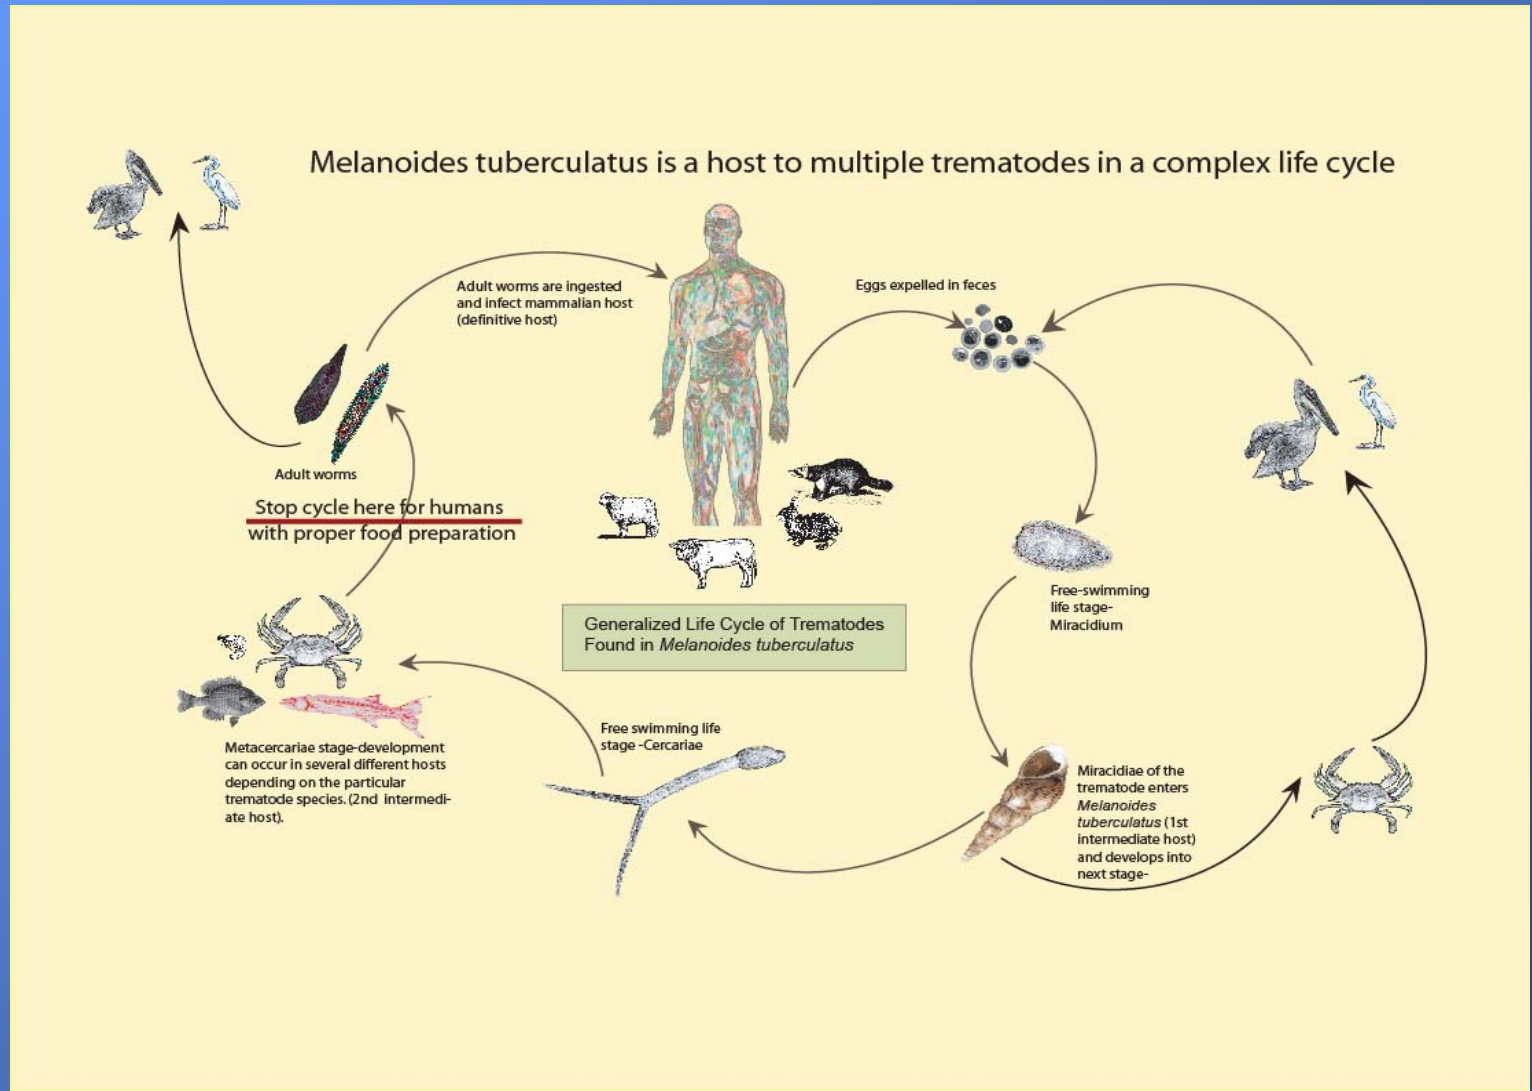 Melanoides tuberculatus is a host to multiple trematodes in a complex life cycle
Adult worms are ingested
and infect mammalian host
(definitive host)
Eggs expelled in feces
Adult worms
Stop cycle here for humans
with proper food preparation
Free-swimming
life stage-
Miracidium
Generalized Life Cycle of Trematodes
Found in Melanoides tuberculatus
Metacercariae stage-development
can occur in several different hosts
depending on the particular
trematode species. (2nd intermedi-
ate host).
Free swimming life
stage -Cercariae
Miracidiae of the
trematode enters
Melanoides
tuberculatus (1st
intermediate host)
and develops into
next stage-